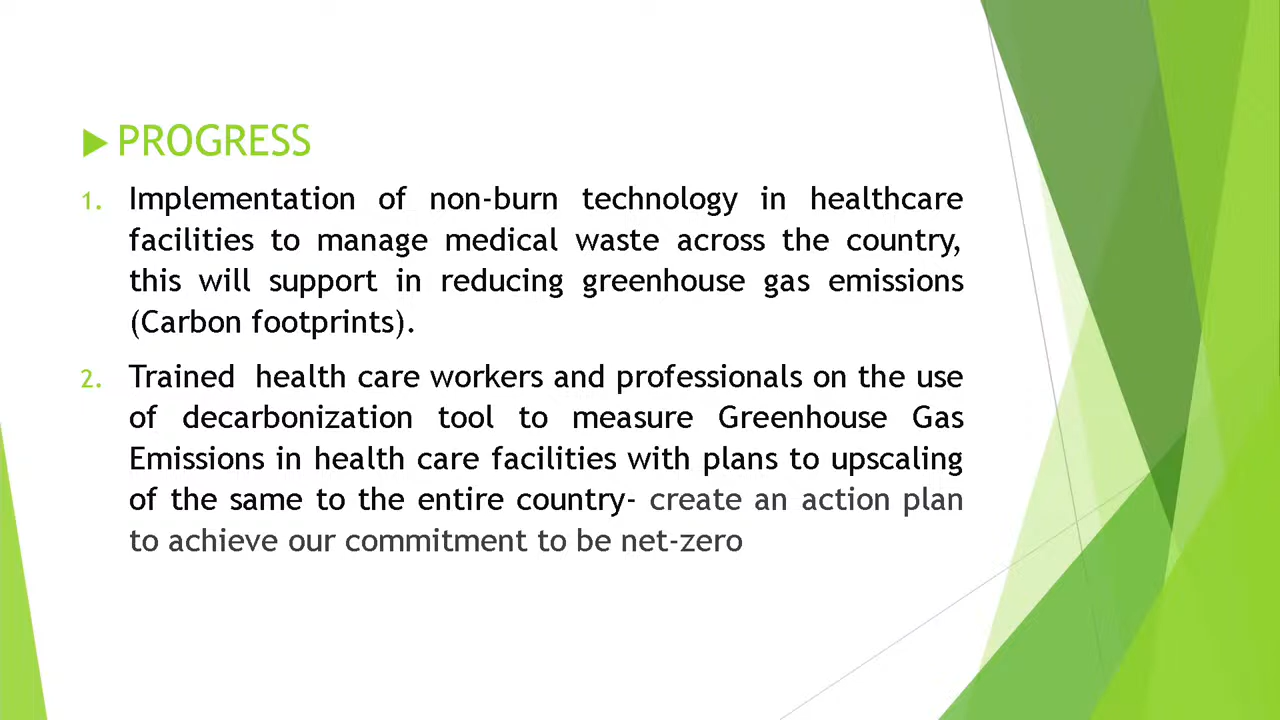 PROGRESS
1. Implementation of non-burn technology in healthcare
facilities to manage medical waste across the country,
this will support in reducing greenhouse gas emissions
(Carbon footprints).
2. Trained health care workers and professionals on the use
of decarbonization tool to measure Greenhouse Gas
Emissions in health care facilities with plans to upscaling
of the same to the entire country- create an action plan
to achieve our commitment to be net-zero